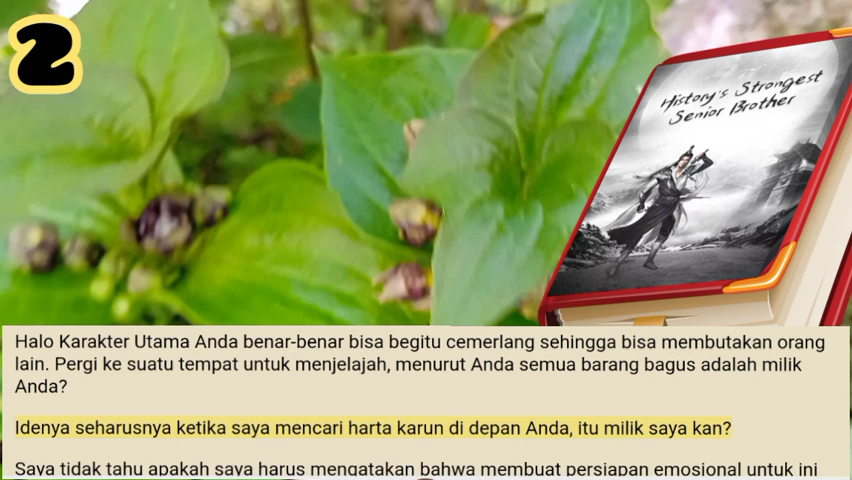 2
History's Strongest
Senior Brother
Halo Karakter Utama Anda benar-benar bisa begitu cemerlang sehingga bisa membutakan orang
lain. Pergi ke suatu tempat untuk menjelajah, menurut Anda semua barang bagus adalah milik
Anda?
Idenya seharusnya ketika saya mencari harta karun di depan Anda, itu milik saya kan?
Saya tidak tahu apakah saya harus mengatakan bahwa membuat persiapan emosional untuk ini